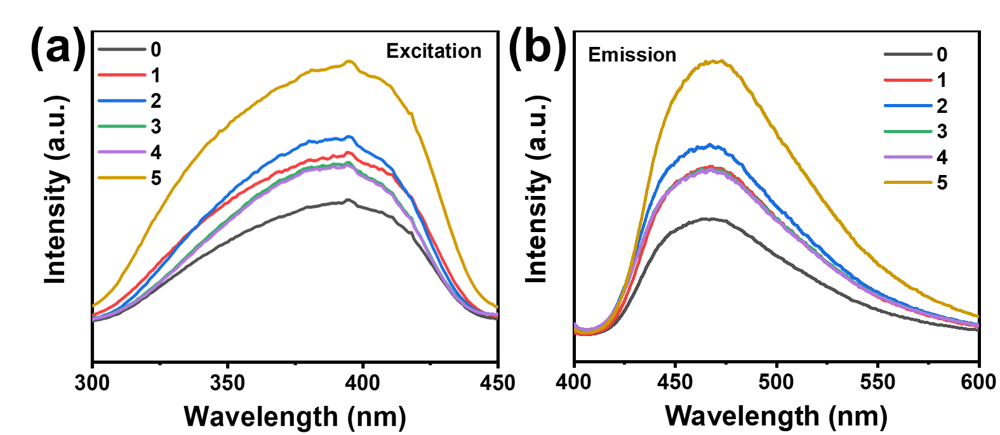 (a)
Excitation
0
1
2
3
4
5
Intensity (a.u.)
300 350 400 450
Wavelength (nm)
(b)
Emission
0
1
2
3
4
5
Intensity (a.u.)
400 450 500 550 600
Wavelength (nm)